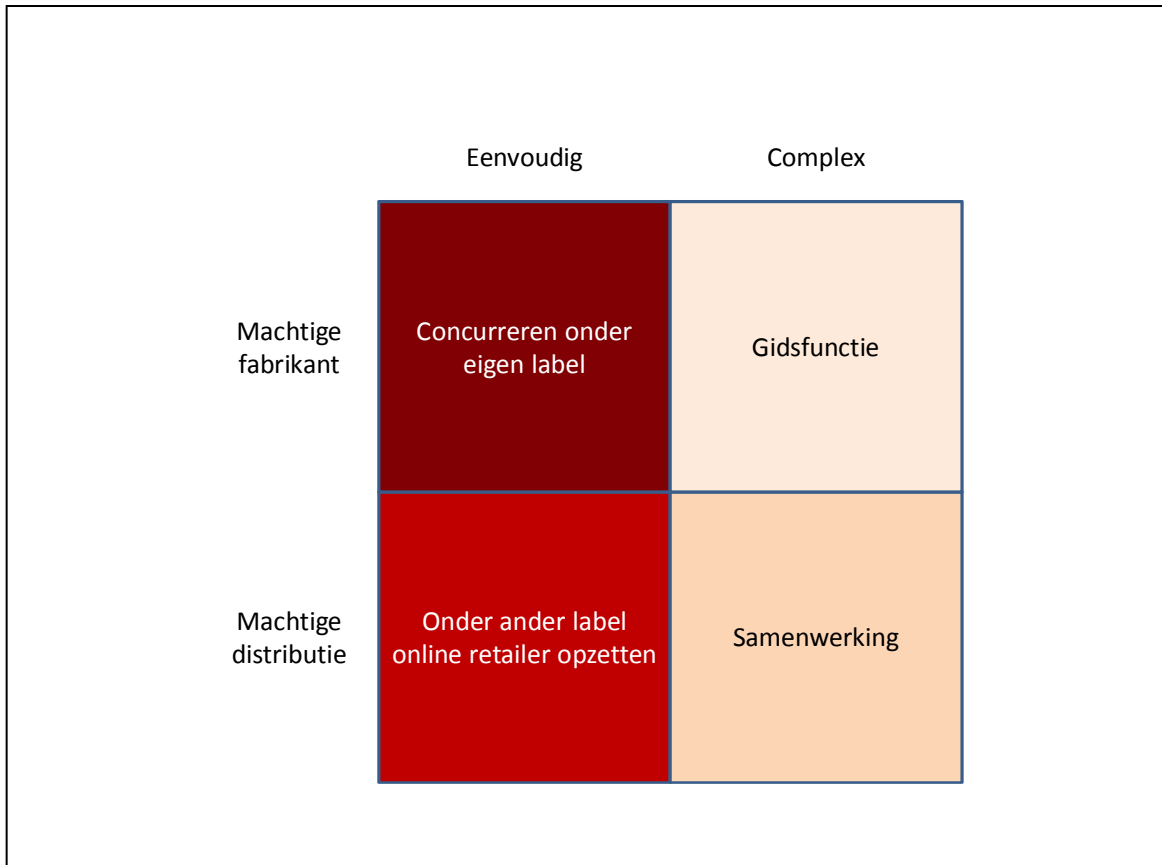 Eenvoudig
Complex
Machtige
fabrikant
Concurreren onder
eigen label
Gidsfunctie
Machtige
distributie
Onder ander label
online retailer opzetten
Samenwerking